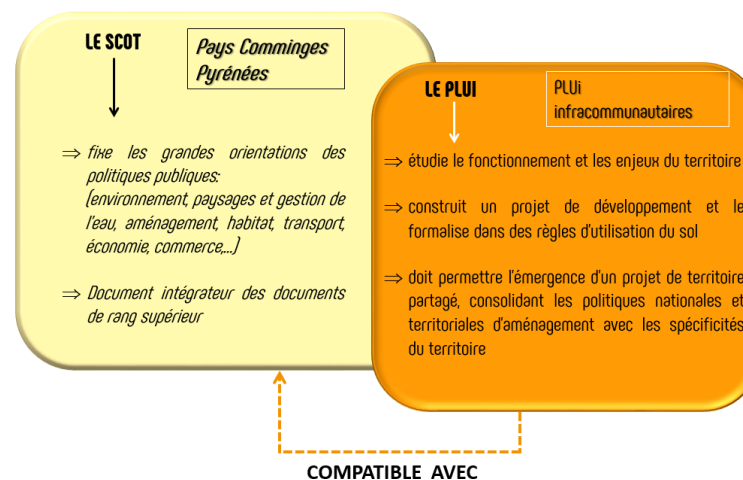 LE SCOT
Pays Comminges
Pyrénées
⇒ fixe les grandes orientations des
politiques publiques:
(environnement, paysages et gestion de
l'eau, aménagement, habitat, transport,
économie, commerce,...)
⇒ Document intégrateur des documents
de rang supérieur
LE PLUI
PLUi
infracommunautaires
⇒ étudie le fonctionnement et les enjeux du territoire
⇒ construit un projet de développement et le
formalise dans des règles d'utilisation du sol
⇒ doit permettre l'émergence d'un projet de territoire
partagé, consolidant les politiques nationales et
territoriales d'aménagement avec les spécificités
du territoire
COMPATIBLE AVEC